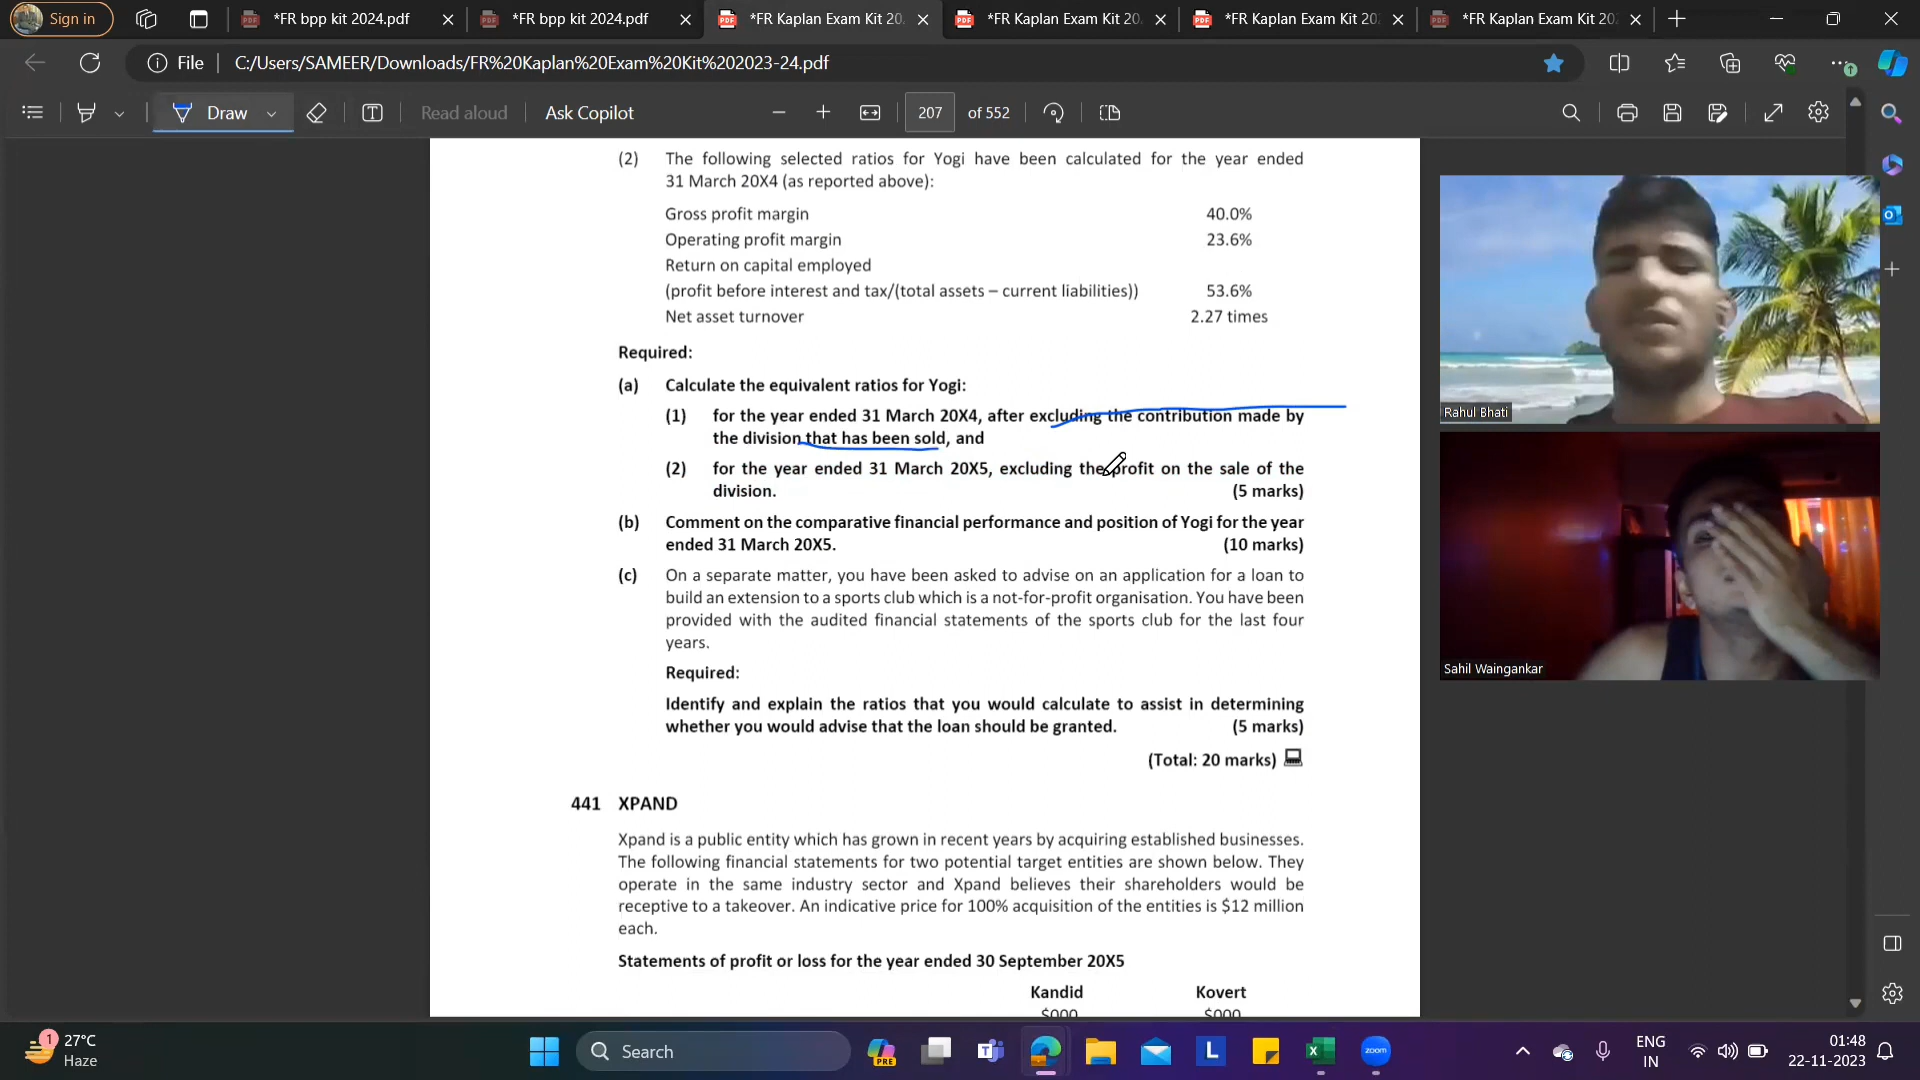 Sign in
*FR bpp kit 2024.pdf
*FR bpp kit 2024.pdf
*FR Kaplan Exam Kit 20
*FR Kaplan Exam Kit 20
*FR Kaplan Exam Kit 20
*FR Kaplan Exam Kit 202
File
C:/Users/SAMEER/Downloads/FR%20Kaplan%20Exam%20Kit%202023-24.pdf
Draw
Read aloud
Ask Copilot
207
of 552
(2) The following selected ratios for Yogi have been calculated for the year ended
31 March 20X4 (as reported above):
Gross profit margin 40.0%
Operating profit margin 23.6%
Return on capital employed
(profit before interest and tax/(total assets – current liabilities)) 53.6%
Net asset turnover 2.27 times
Required:
(a) Calculate the equivalent ratios for Yogi:
(1) for the year ended 31 March 20X4, after excluding the contribution made by
the division that has been sold, and
(2) for the year ended 31 March 20X5, excluding the profit on the sale of the
division. (5 marks)
(b) Comment on the comparative financial performance and position of Yogi for the year
ended 31 March 20X5. (10 marks)
(c) On a separate matter, you have been asked to advise on an application for a loan to
build an extension to a sports club which is a not-for-profit organisation. You have been
provided with the audited financial statements of the sports club for the last four
years.
Required:
Identify and explain the ratios that you would calculate to assist in determining
whether you would advise that the loan should be granted. (5 marks)
(Total: 20 marks)
441 XPAND
Xpand is a public entity which has grown in recent years by acquiring established businesses.
The following financial statements for two potential target entities are shown below. They
operate in the same industry sector and Xpand believes their shareholders would be
receptive to a takeover. An indicative price for 100% acquisition of the entities is $12 million
each.
Statements of profit or loss for the year ended 30 September 20X5
Kandid Kovert
$000 $000
Rahul Bhati
Sahil Waingankar
1
27°C
Haze
Search
PRE
L
zoom
ENG
IN
01:48
22-11-2023